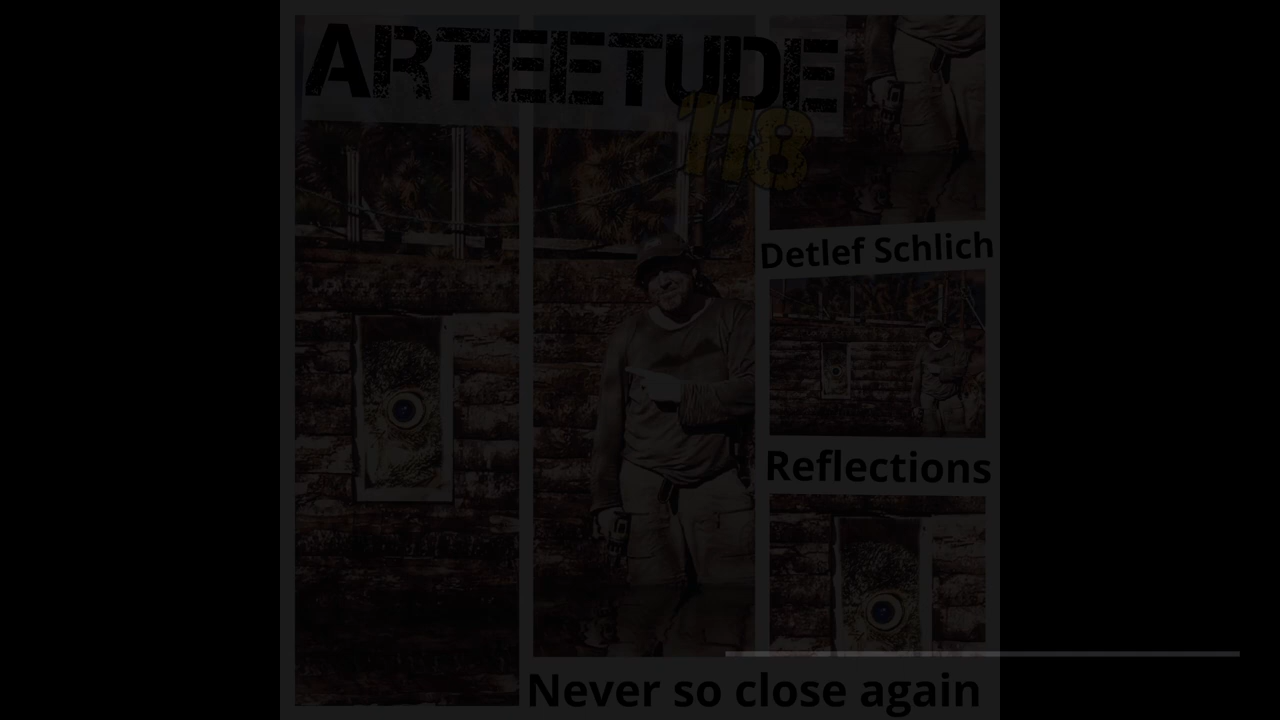 ARTEETUDE
118
Detlef Schlich
Reflections
Never so close again